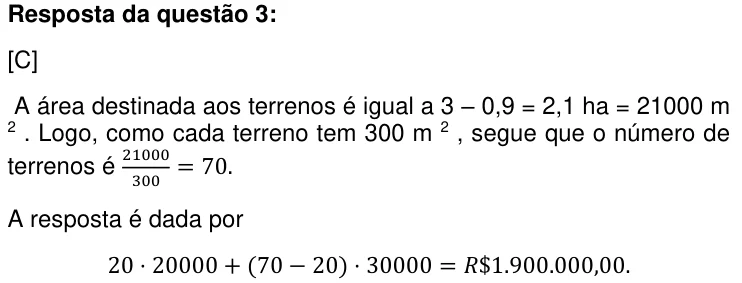 Resposta da questão 3:
[C]
A área destinada aos terrenos é igual a 3 – 0,9 = 2,1 ha = 21000 m
² . Logo, como cada terreno tem 300 m ² , segue que o número de
terrenos é \frac{21000}{300} = 70.
A resposta é dada por
20 · 20000 + (70 − 20) · 30000 = R$1.900.000,00.